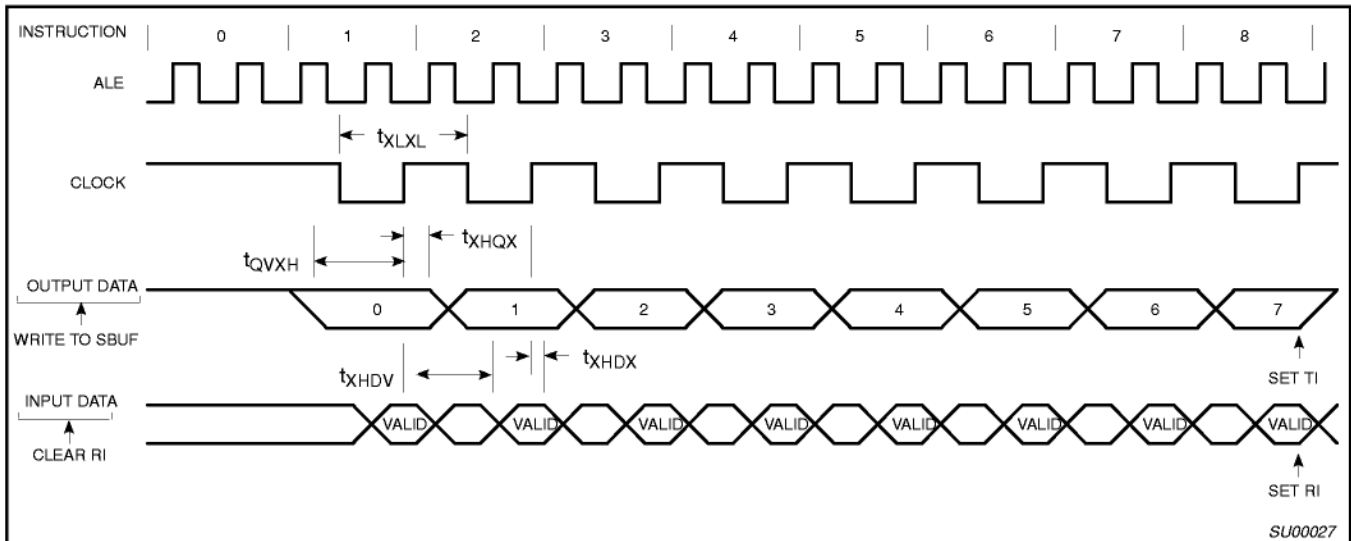 INSTRUCTION 0 1 2 3 4 5 6 7 8
ALE
tXLXL
CLOCK
tXHQX
tQVXH
OUTPUT DATA 0 1 2 3 4 5 6 7
WRITE TO SBUF
tXHDX
tXHDV
SET TI
INPUT DATA VALID VALID VALID VALID VALID VALID VALID VALID
CLEAR RI
SET RI
SU00027